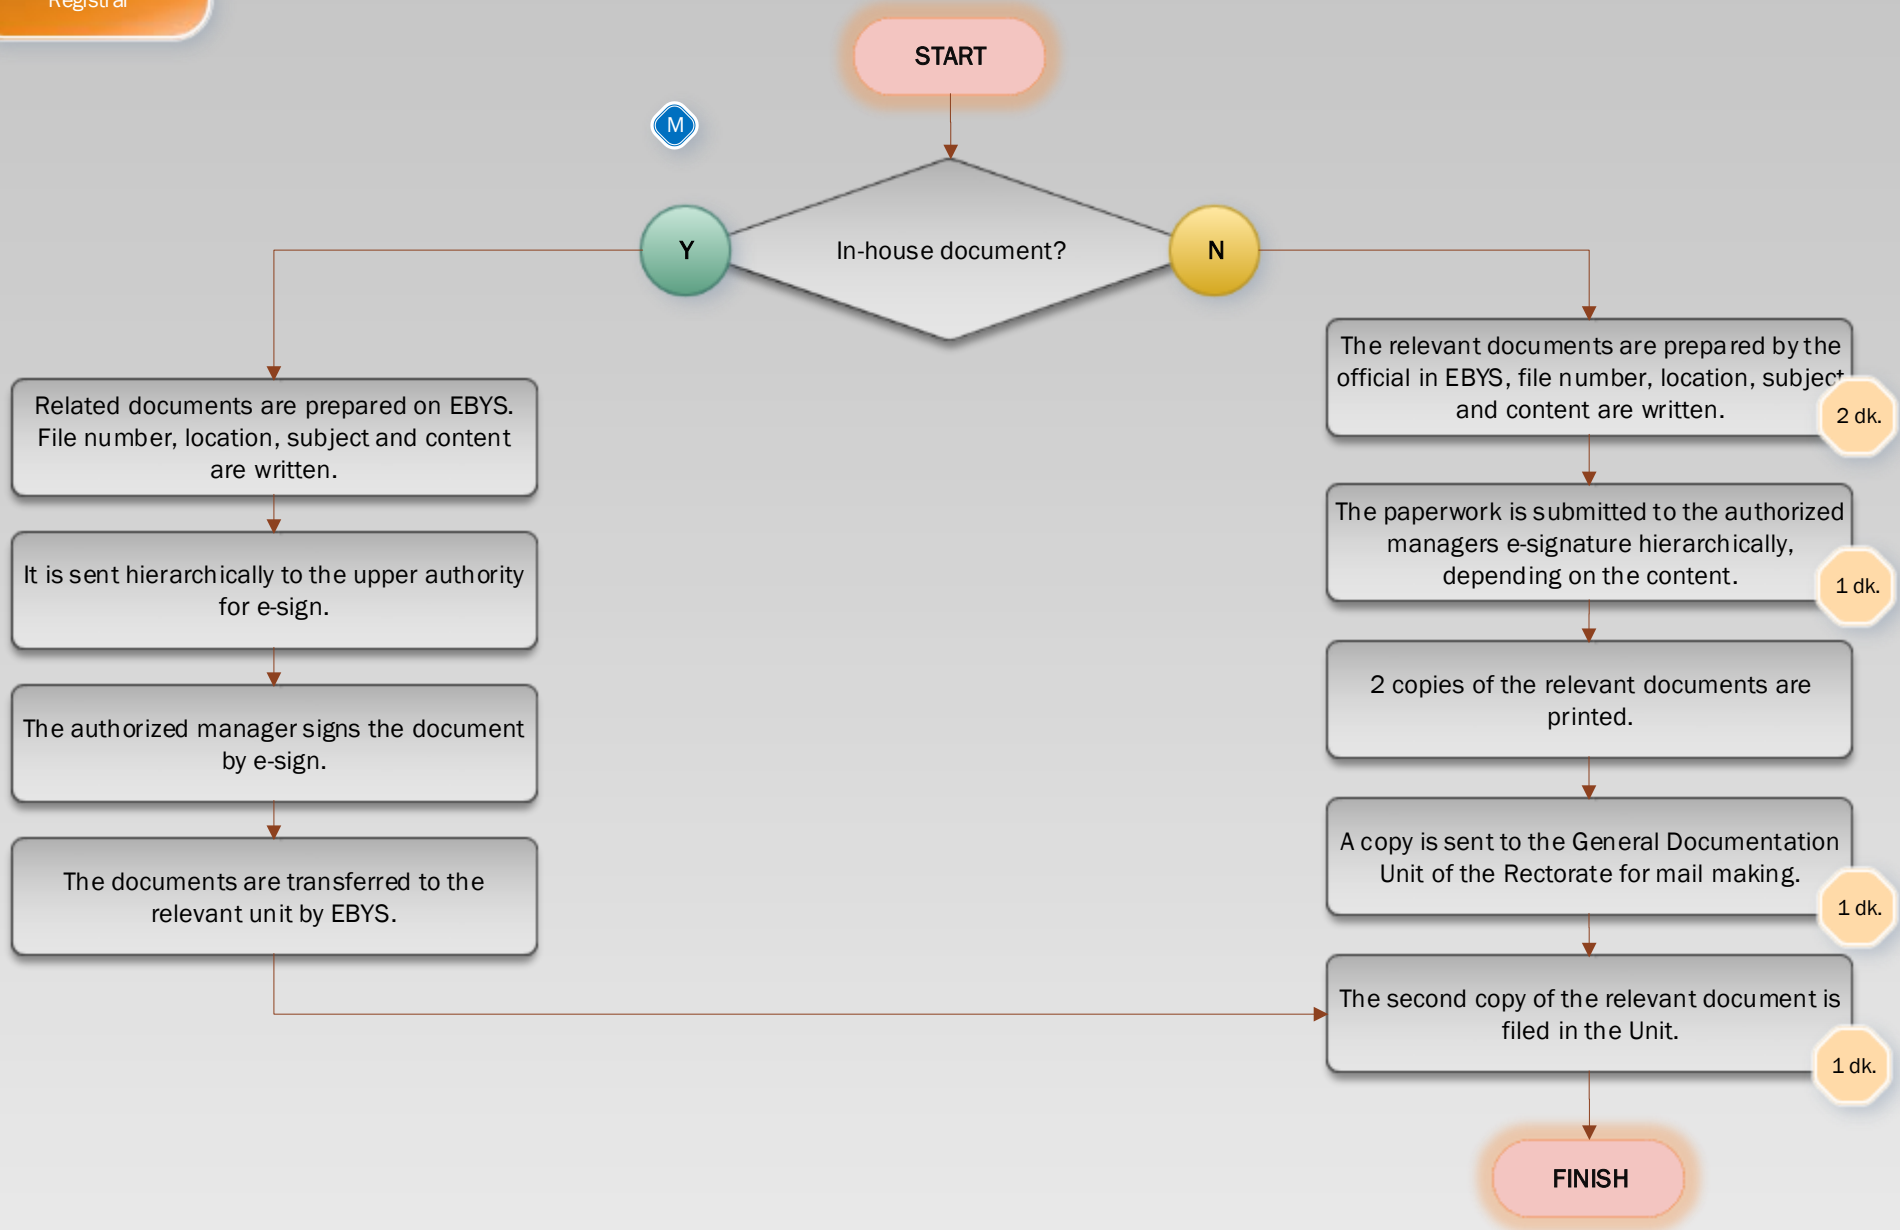 Registrar
START
M
Y
In-house document?
N
The relevant documents are prepared by the
official in EBYS, file number, location, subject
and content are written.
2 dk.
Related documents are prepared on EBYS.
File number, location, subject and content
are written.
The paperwork is submitted to the authorized
managers e-signature hierarchically,
depending on the content.
1 dk.
It is sent hierarchically to the upper authority
for e-sign.
2 copies of the relevant documents are
printed.
The authorized manager signs the document
by e-sign.
A copy is sent to the General Documentation
Unit of the Rectorate for mail making.
1 dk.
The documents are transferred to the
relevant unit by EBYS.
The second copy of the relevant document is
filed in the Unit.
1 dk.
FINISH